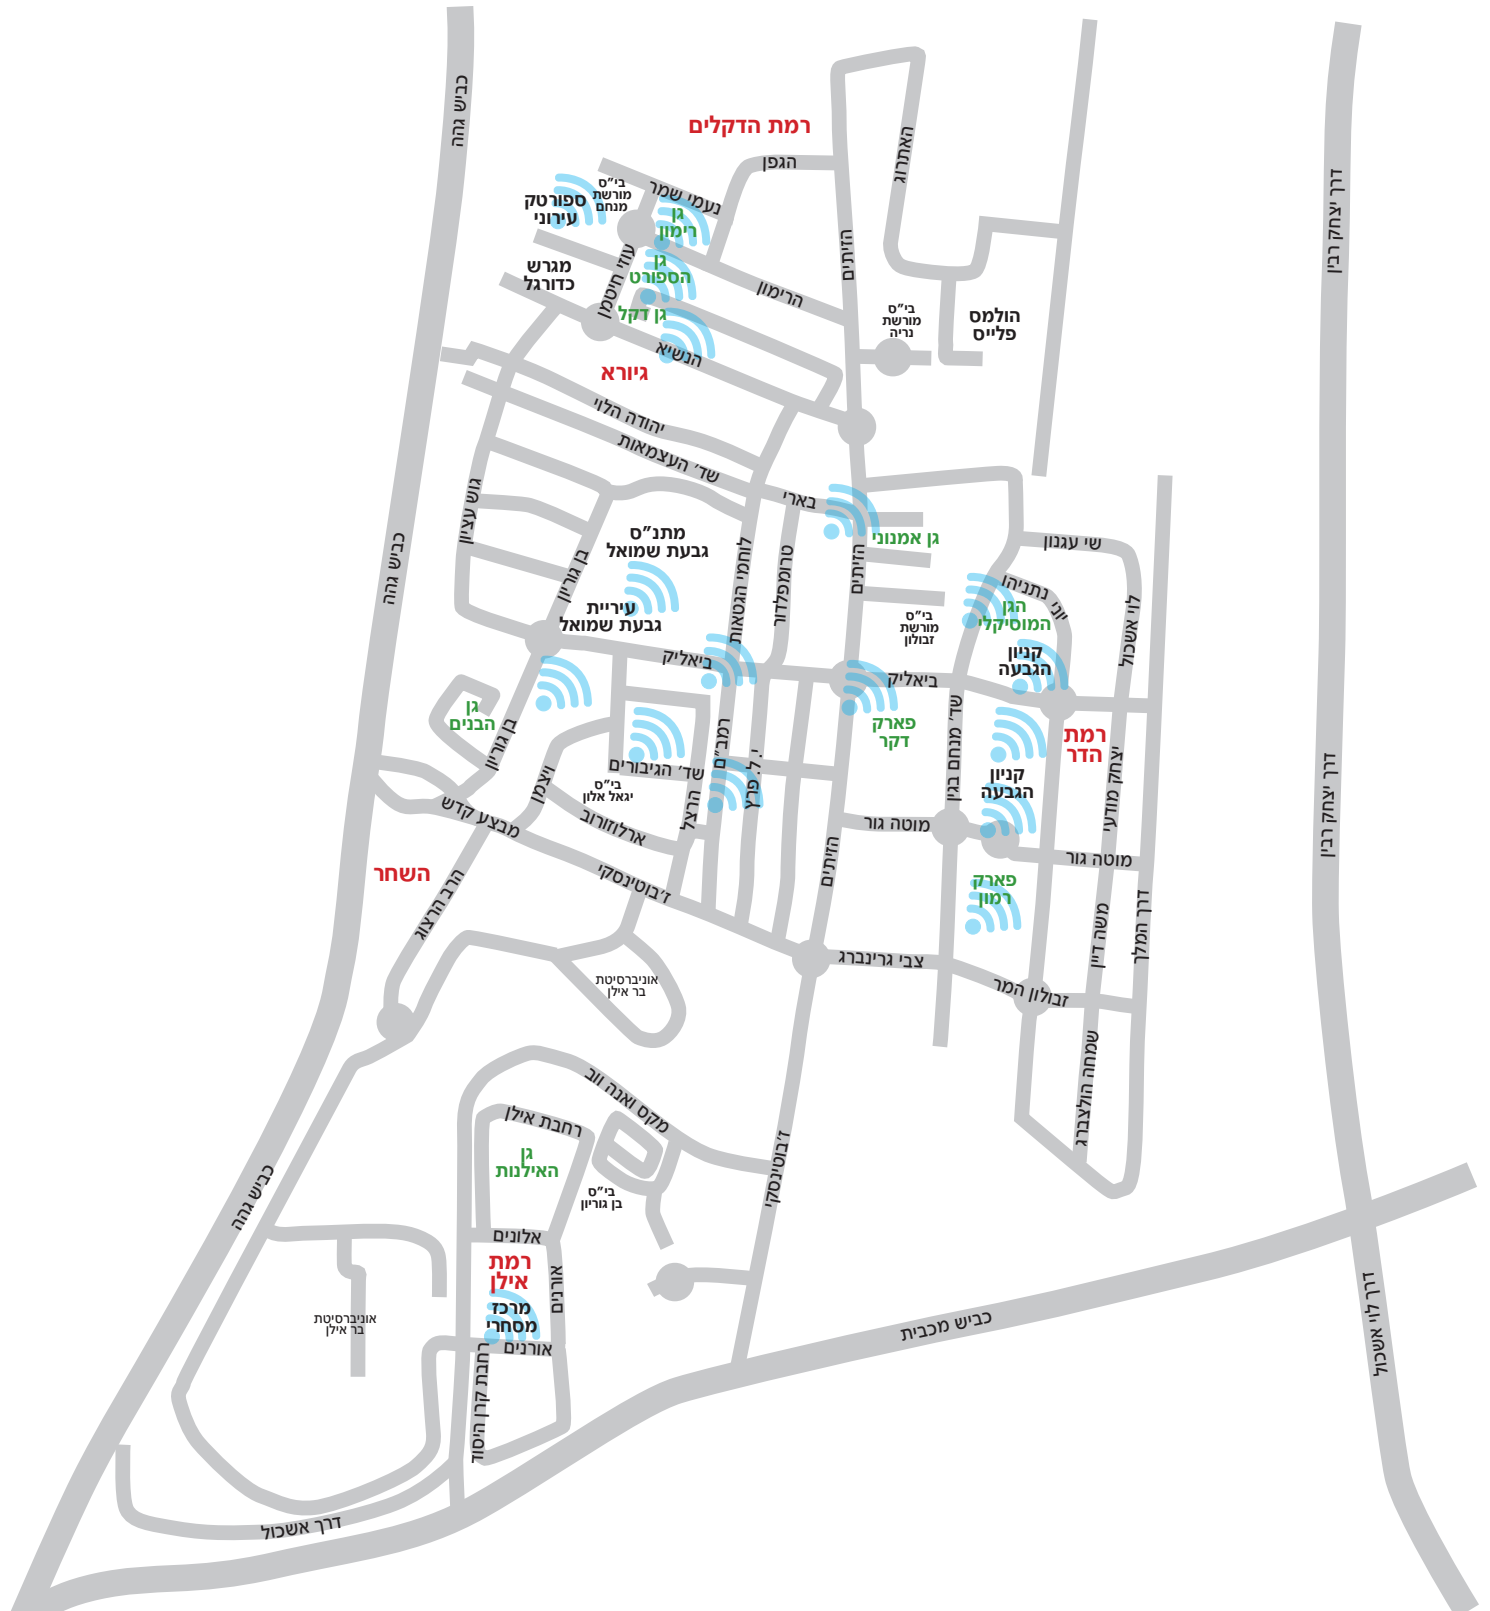 כביש גהה
רמת הדקלים
הגפן
האתרוג
דרך יצחק רבין
ספורטק
עירוני
בי"ס
מורשת
מנחם
נעמי שמר
גן
רימון
הזיתים
עודי חיטמן
גן
הספורט
מגרש
כדורגל
הרימון
גן דקל
הולמס
פלייס
בי"ס
מורשת
נריה
הנשיא
גיורא
יהודה הלוי
שד' העצמאות
בארי
גוש עציון
כביש גהה
מתנ"ס
גבעת שמואל
גן אמנוני
שי עגנון
בן גוריון
לוחמי הגטאות
טרומפלדור
הזיתים
יוני נתניהו
הגן
המוסיקלי
לוי אשכול
עיריית
גבעת שמואל
בי"ס
מורשת
זבולון
ביאליק
ביאליק
קניון
הגבעה
גן
הבנים
בן גוריון
פארק
דקר
שד' מנחם בגין
רמת
הדר
רמב"ם
י.ל. פרץ
שד' הגיבורים
ויצמן
בי"ס
יגאל אלון
הרצל
קניון
הגבעה
יצחק מודעי
דרך יצחק רבין
מבצע קדש
ארלוזורוב
מוטה גור
מוטה גור
הזיתים
השחר
ז'בוטינסקי
פארק
רמון
הרב הרצוג
משה דיין
דרך המלך
צבי גרינברג
אוניברסיטת
בר אילן
זבולון המר
שמחה הולצברג
מקס ואנה ווב
רחבת אילן
גן
האילנות
ז'בוטינסקי
בי"ס
בן גוריון
כביש גהה
אלונים
רמת
אילן
אורנים
מרכז
מסחרי
אוניברסיטת
בר אילן
אורנים
כביש מכבית
דרך לוי אשכול
רחבת קרן היסוד
דרך אשכול